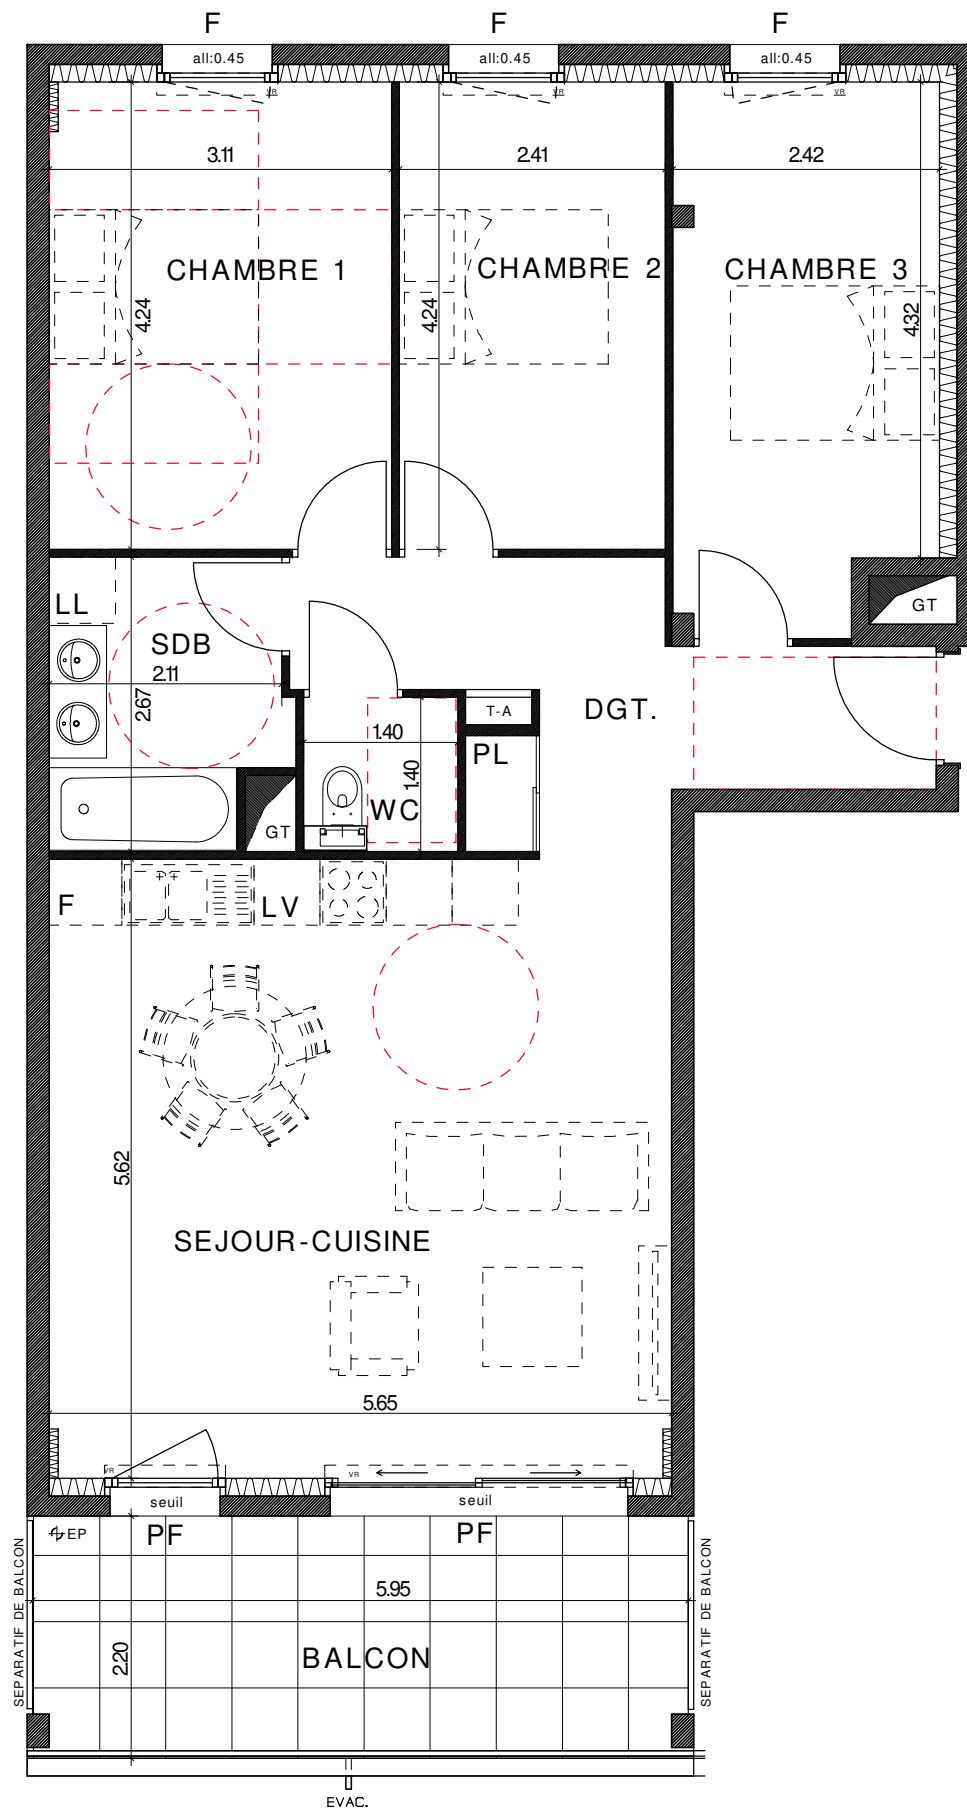 F
F
F
all:0.45
all:0.45
all:0.45
VR
VR
VR
3.11
2.41
2.42
CHAMBRE 1
CHAMBRE 2
CHAMBRE 3
4.24
4.24
4.32
LL
SDB
2.11
2.67
GT
DGT.
T-A
1.40
1.40
PL
WC
GT
F
LV
5.62
SEJOUR-CUISINE
5.65
VR
VR
seuil
seuil
EP
PF
PF
SEPARATIF DE BALCON
SEPARATIF DE BALCON
5.95
2.20
BALCON
EVAC.